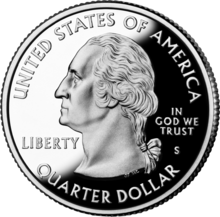 UNITED STATES OF AMERICA
LIBERTY
IN
GOD WE
TRUST
S
QUARTER DOLLAR